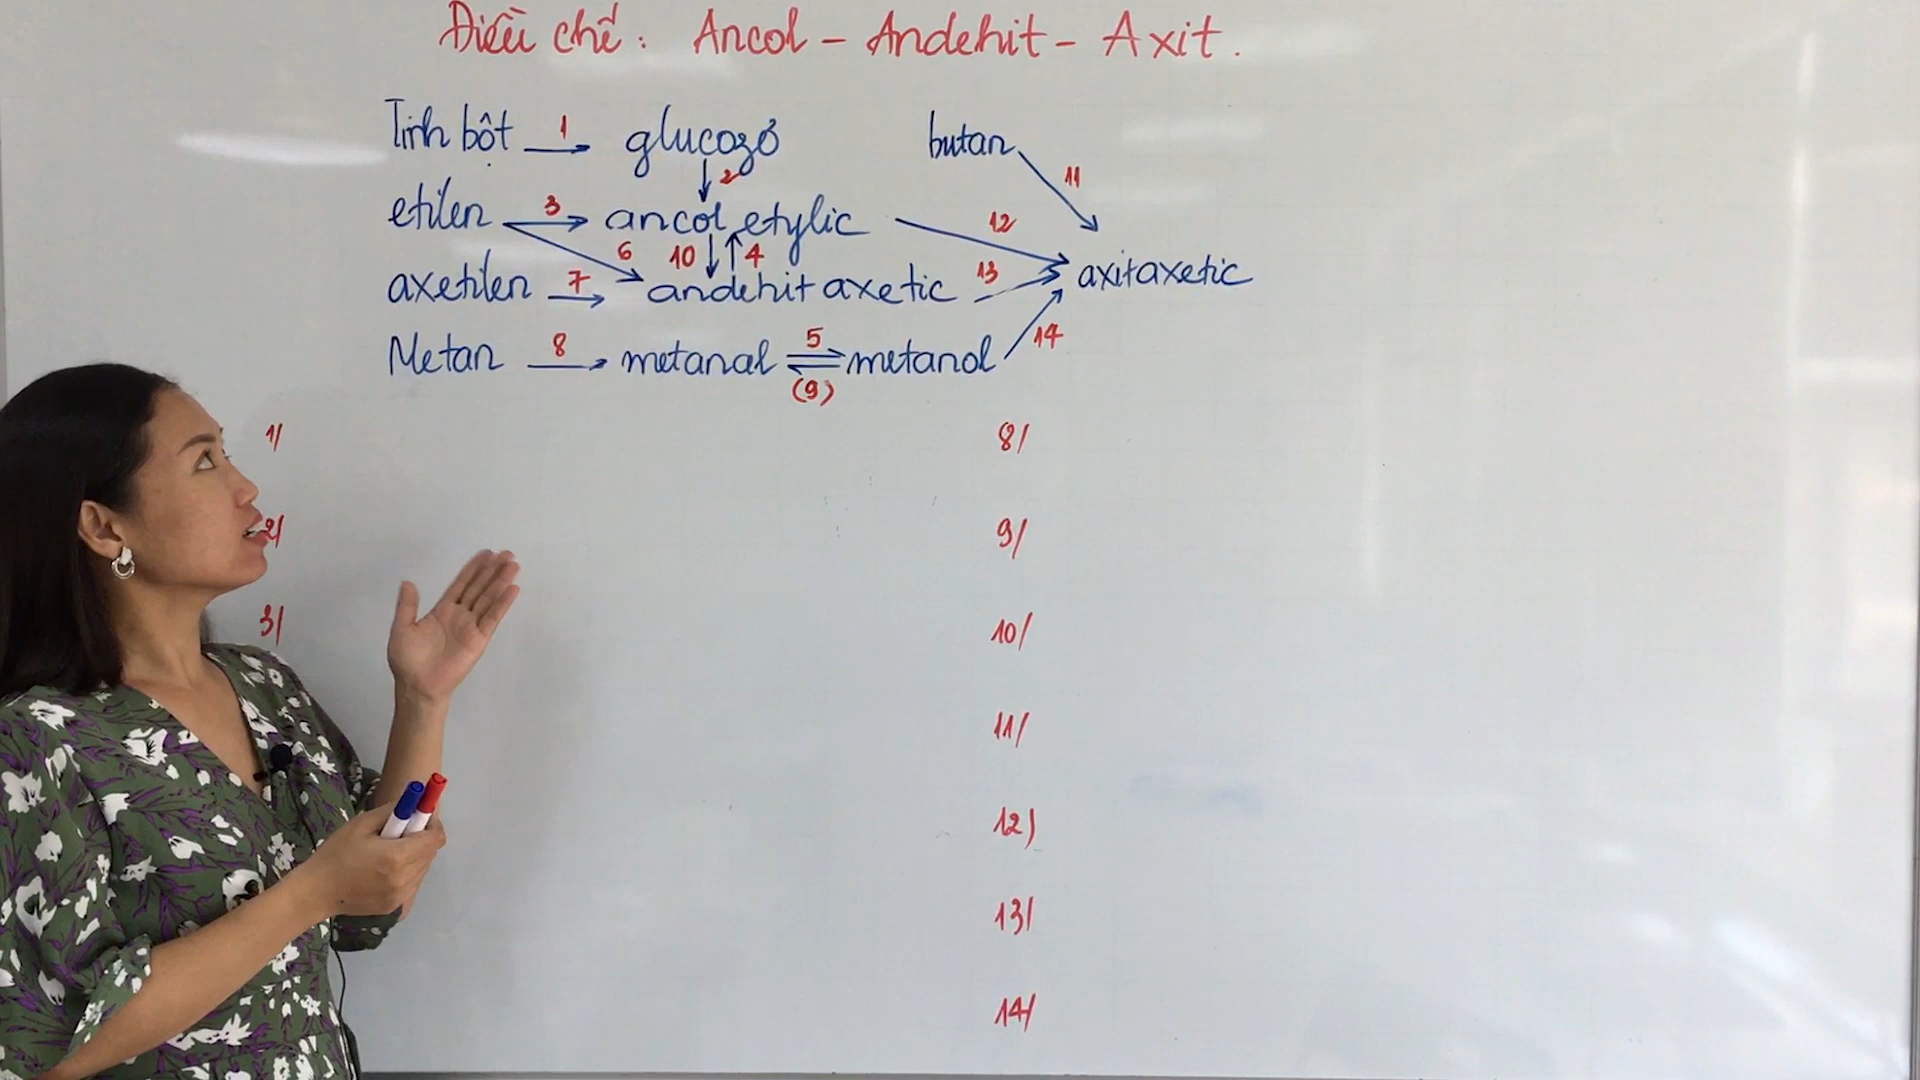 Điều chế: Ancol - Andehit - Axit.
Tinh bột 1 glucozơ butan 11
2
etilen 3 ancol etylic 12
6 10 4
axetilen 7 andehit axetic 13 axit axetic
Metan 8 metanal 5 metanol 14
(9)
1/
2/
3/
8/
9/
10/
11/
12)
13/
14/